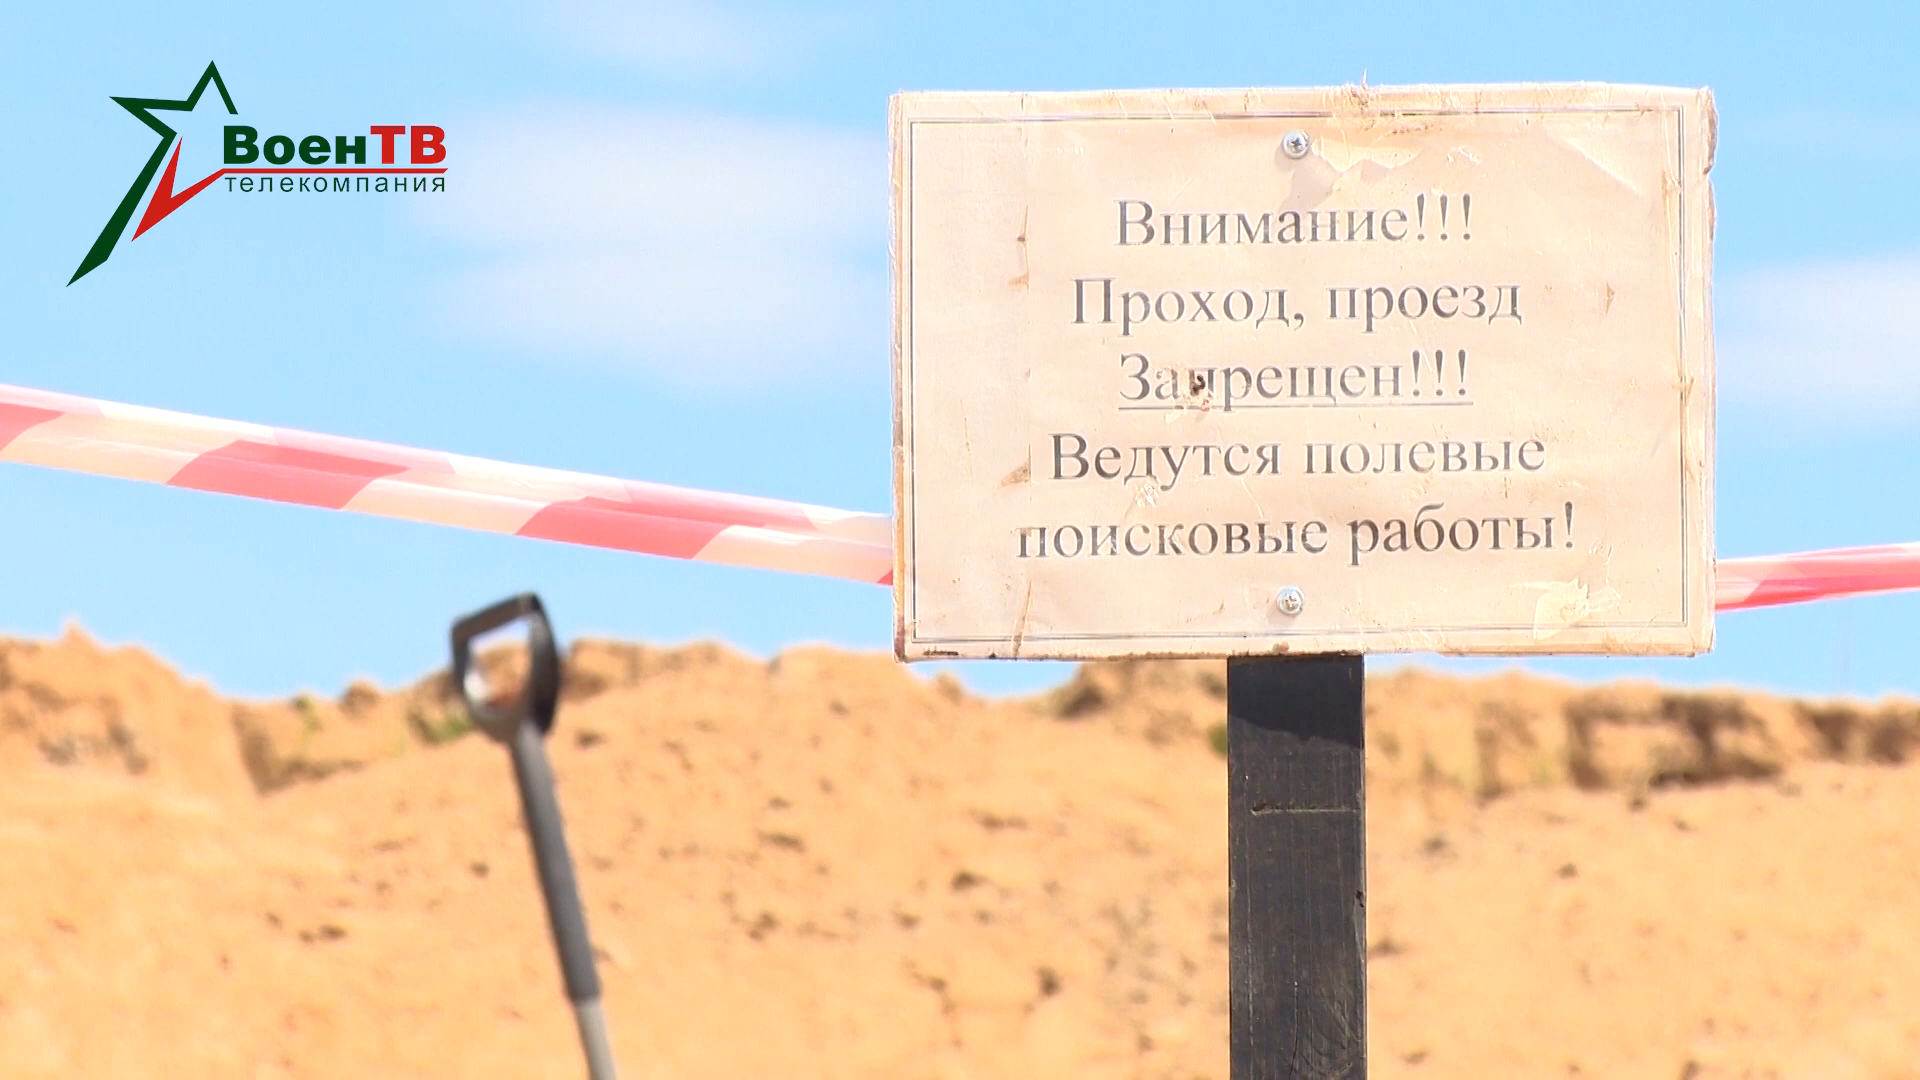 ВоенТВ
телекомпания
Внимание!!!
Проход, проезд
Запрещен!!!
Ведутся полевые
поисковые работы!